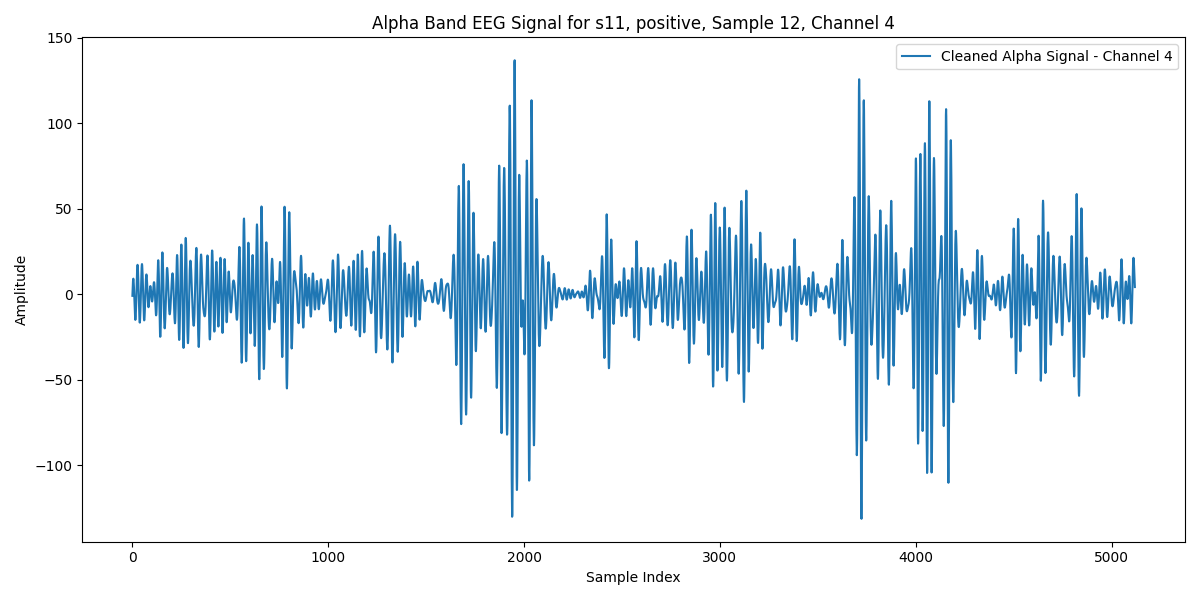 Alpha Band EEG Signal for s11, positive, Sample 12, Channel 4
Cleaned Alpha Signal - Channel 4
Amplitude
150
100
50
0
−50
−100
0 1000 2000 3000 4000 5000
Sample Index